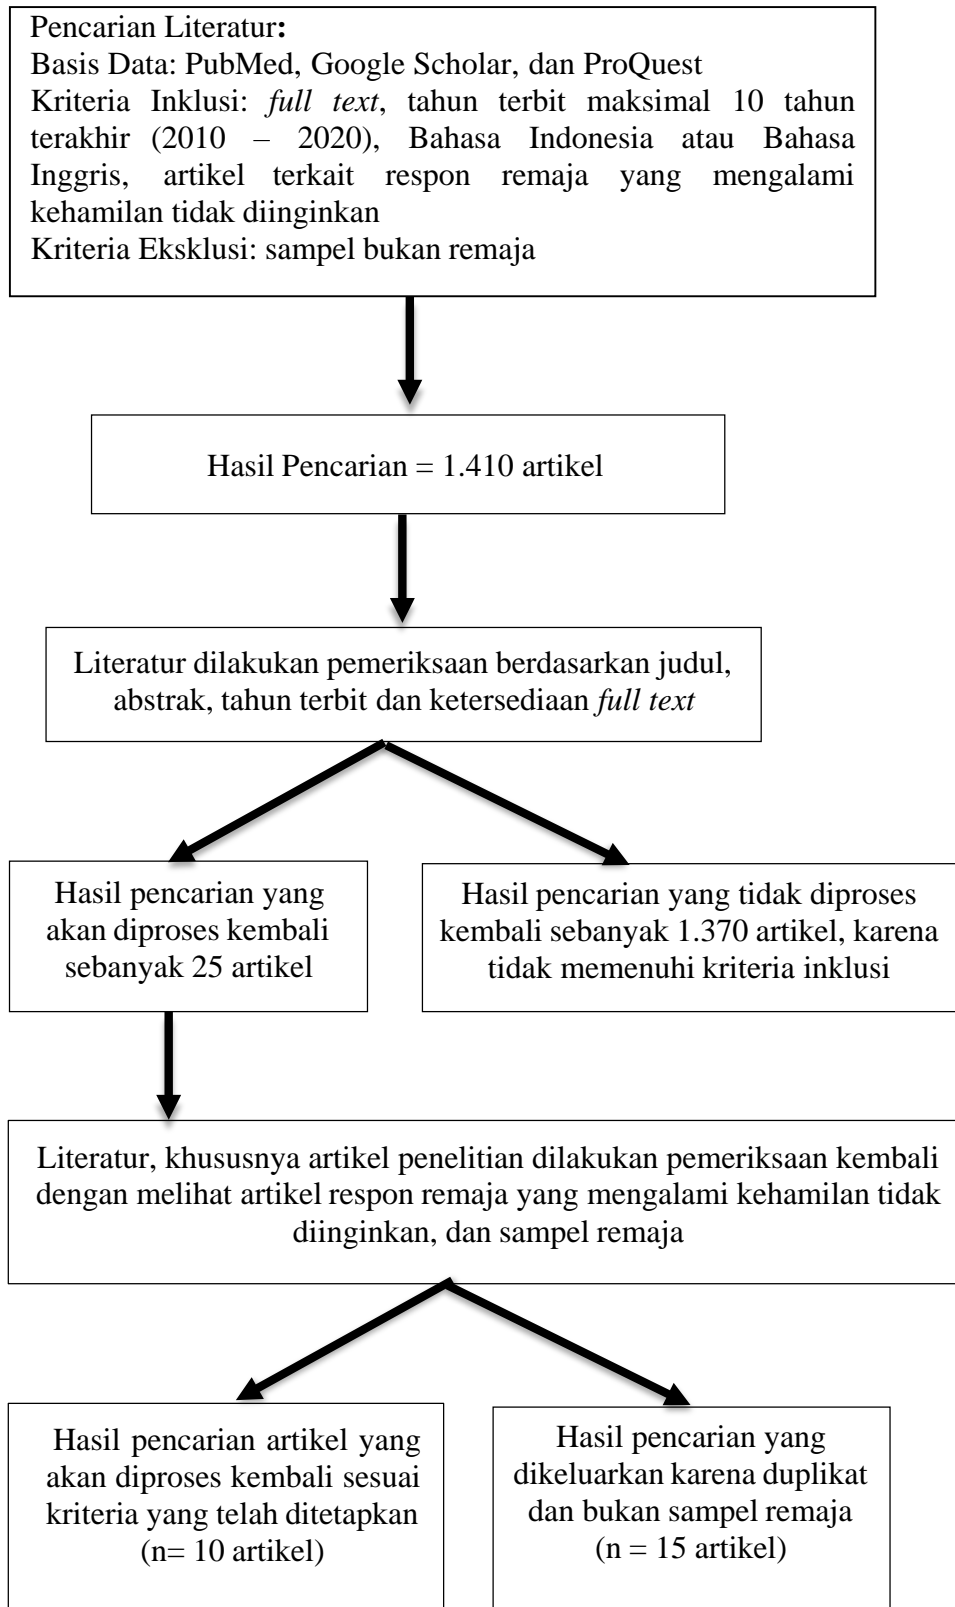 Pencarian Literatur:
Basis Data: PubMed, Google Scholar, dan ProQuest
Kriteria Inklusi: full text, tahun terbit maksimal 10 tahun
terakhir (2010 – 2020), Bahasa Indonesia atau Bahasa
Inggris, artikel terkait respon remaja yang mengalami
kehamilan tidak diinginkan
Kriteria Eksklusi: sampel bukan remaja
Hasil Pencarian = 1.410 artikel
Literatur dilakukan pemeriksaan berdasarkan judul,
abstrak, tahun terbit dan ketersediaan full text
Hasil pencarian yang
akan diproses kembali
sebanyak 25 artikel
Hasil pencarian yang tidak diproses
kembali sebanyak 1.370 artikel, karena
tidak memenuhi kriteria inklusi
Literatur, khususnya artikel penelitian dilakukan pemeriksaan kembali
dengan melihat artikel respon remaja yang mengalami kehamilan tidak
diinginkan, dan sampel remaja
Hasil pencarian artikel yang
akan diproses kembali sesuai
kriteria yang telah ditetapkan
(n= 10 artikel)
Hasil pencarian yang
dikeluarkan karena duplikat
dan bukan sampel remaja
(n = 15 artikel)